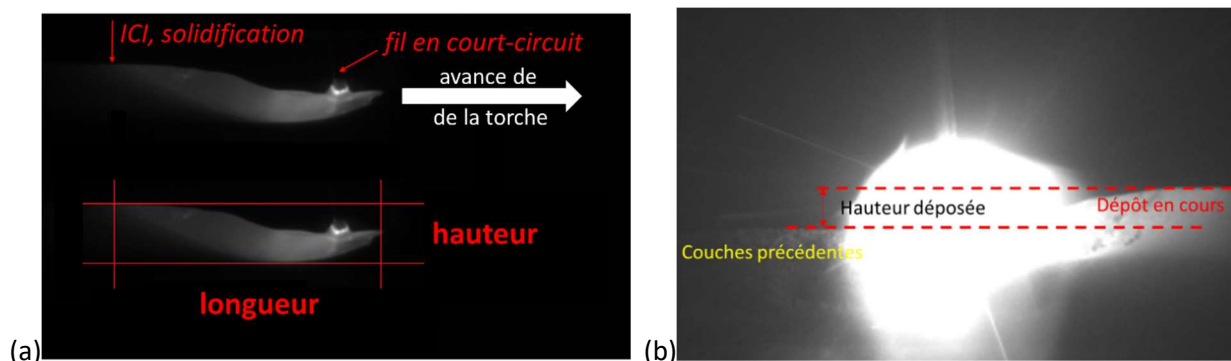 ICI, solidification
fil en court-circuit
avance de
de la torche
hauteur
longueur
(a)
Hauteur déposée
Dépôt en cours
Couches précédentes
(b)